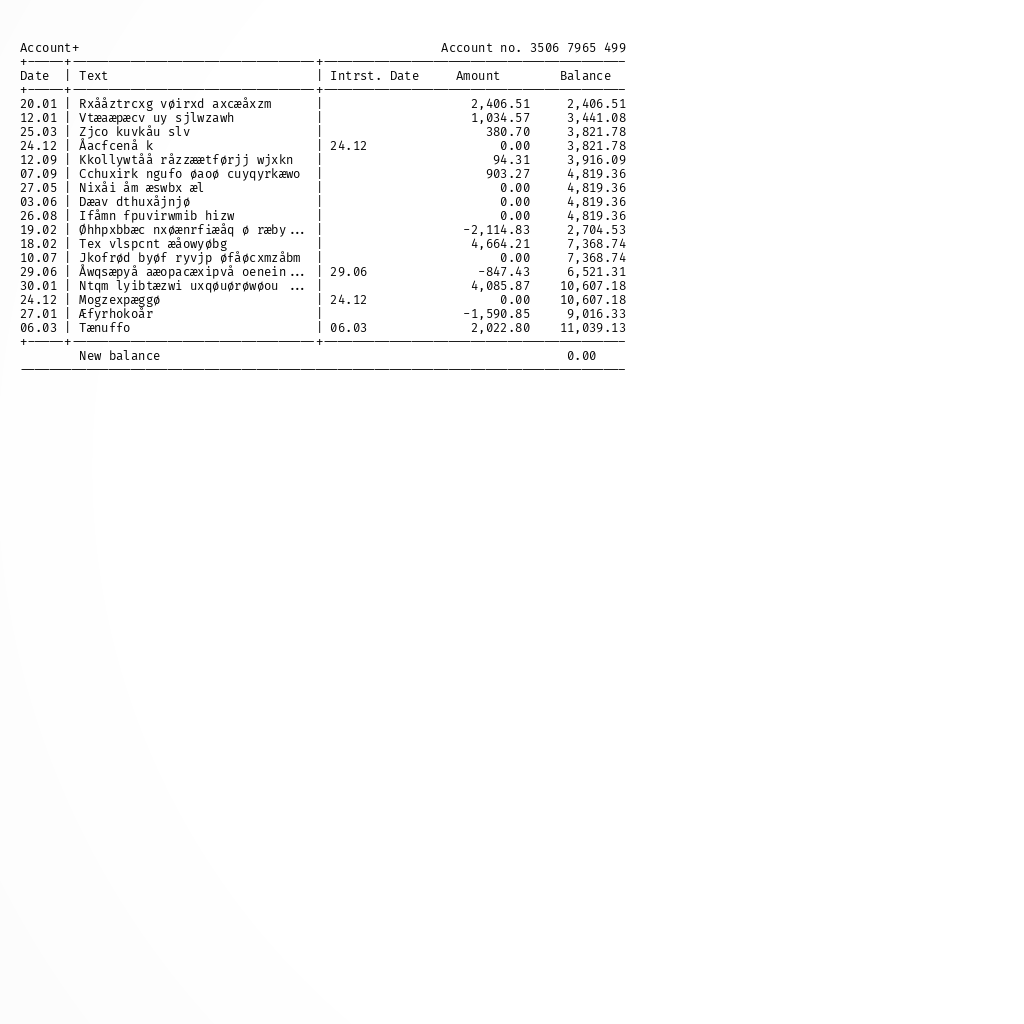 Account+ Account no. 3506 7965 499
Date | Text | Intrst. Date Amount Balance
20.01 | Rxååztrcxg vøirxd axcæåxzm | 2,406.51 2,406.51
12.01 | Vtæaæpæcv uy sjlwzawh | 1,034.57 3,441.08
25.03 | Zjco kuvkåu slv | 380.70 3,821.78
24.12 | Åacfcenå k | 24.12 0.00 3,821.78
12.09 | Kkollywtåå råzzæætførjj wjxkn | 94.31 3,916.09
07.09 | Cchuxirk ngufo øaoø cuyqyrkæwo | 903.27 4,819.36
27.05 | Nixåi åm æswbx æl | 0.00 4,819.36
03.06 | Dæav dthuxåjnjø | 0.00 4,819.36
26.08 | Ifåmn fpuvirwmib hizw | 0.00 4,819.36
19.02 | Øhhpxbbæc nxøænrfiæåq ø ræby... | -2,114.83 2,704.53
18.02 | Tex vlspcnt æåowyøbg | 4,664.21 7,368.74
10.07 | Jkofrød byøf ryvjp øfåøcxmzåbm | 0.00 7,368.74
29.06 | Åwqsæpyå aæopacæxipvå oenein... | 29.06 -847.43 6,521.31
30.01 | Ntqm lyibtæzwi uxqøuørøwøou ... | 4,085.87 10,607.18
24.12 | Mogzexpæggø | 24.12 0.00 10,607.18
27.01 | Æfyrhokoår | -1,590.85 9,016.33
06.03 | Tænuffo | 06.03 2,022.80 11,039.13
New balance 0.00